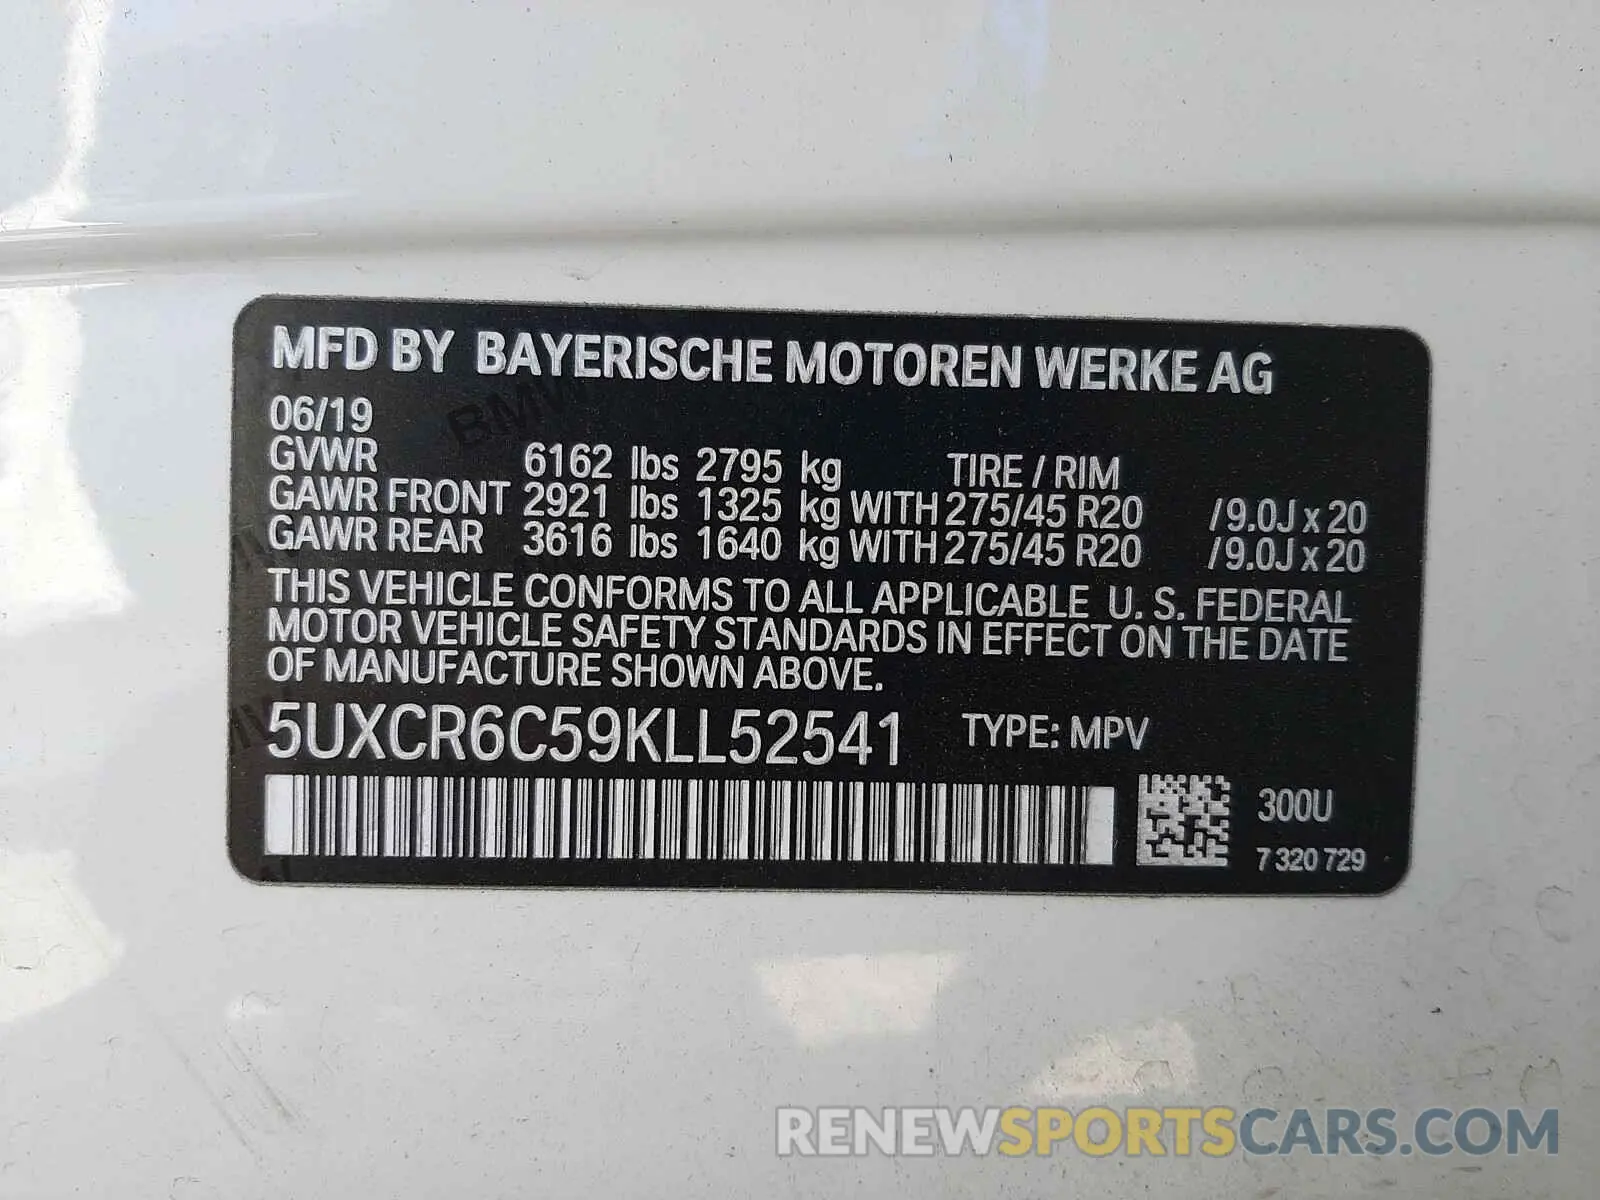 MFD BY BAYERISCHE MOTOREN WERKE AG
06/19
GVWR 6162 lbs 2795 kg TIRE / RIM
GAWR FRONT 2921 lbs 1325 kg WITH 275/45 R20 /9.0J x 20
GAWR REAR 3616 lbs 1640 kg WITH 275/45 R20 /9.0J x 20
THIS VEHICLE CONFORMS TO ALL APPLICABLE U. S. FEDERAL
MOTOR VEHICLE SAFETY STANDARDS IN EFFECT ON THE DATE
OF MANUFACTURE SHOWN ABOVE.
5UXCR6C59KLL52541 TYPE: MPV
300U
7 320 729
BMW
RENEWSPORTSCARS.COM